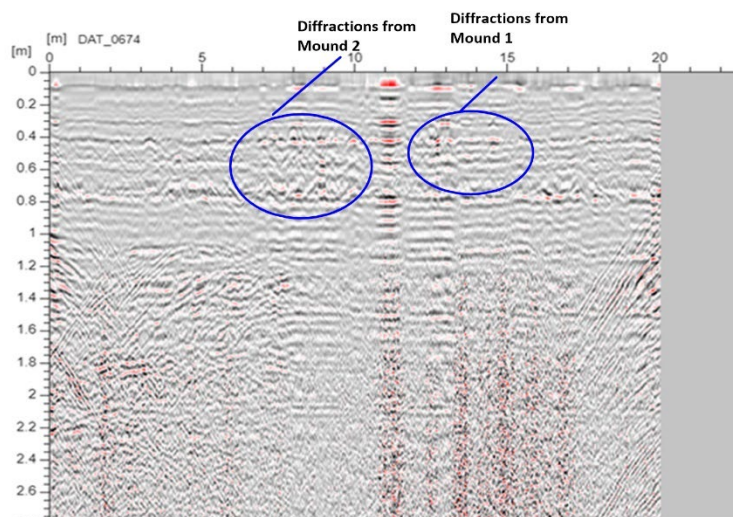 Diffractions from
Mound 2
Diffractions from
Mound 1
[m] DAT_0674
[m]
5
10
15
20
0
0.2
0.4
0.6
0.8
1
1.2
1.4
1.6
1.8
2
2.2
2.4
2.6
[m]